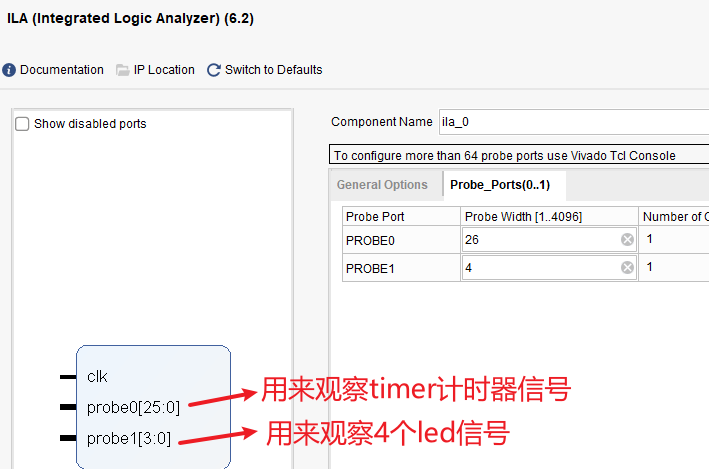 ILA (Integrated Logic Analyzer) (6.2)
Documentation IP Location Switch to Defaults
Show disabled ports
Component Name ila_0
To configure more than 64 probe ports use Vivado Tcl Console
General Options Probe_Ports(0..1)
Probe Port Probe Width [1..4096] Number of
PROBE0 26 1
PROBE1 4 1
clk
probe0[25:0] 用来观察timer计时器信号
probe1[3:0] 用来观察4个led信号